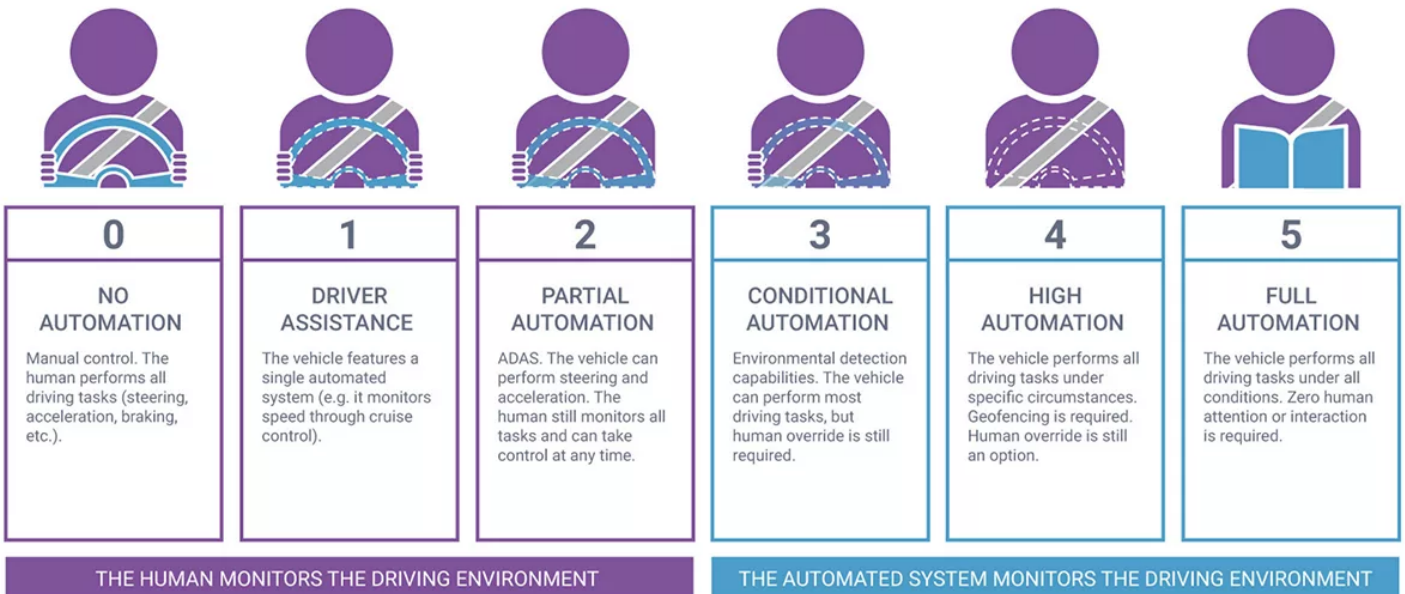 0
NO
AUTOMATION
Manual control. The
human performs all
driving tasks (steering,
acceleration, braking,
etc.).
1
DRIVER
ASSISTANCE
The vehicle features a
single automated
system (e.g. it monitors
speed through cruise
control).
2
PARTIAL
AUTOMATION
ADAS. The vehicle can
perform steering and
acceleration. The
human still monitors all
tasks and can take
control at any time.
3
CONDITIONAL
AUTOMATION
Environmental detection
capabilities. The vehicle
can perform most
driving tasks, but
human override is still
required.
4
HIGH
AUTOMATION
The vehicle performs all
driving tasks under
specific circumstances.
Geofencing is required.
Human override is still
an option.
5
FULL
AUTOMATION
The vehicle performs all
driving tasks under all
conditions. Zero human
attention or interaction
is required.
THE HUMAN MONITORS THE DRIVING ENVIRONMENT
THE AUTOMATED SYSTEM MONITORS THE DRIVING ENVIRONMENT